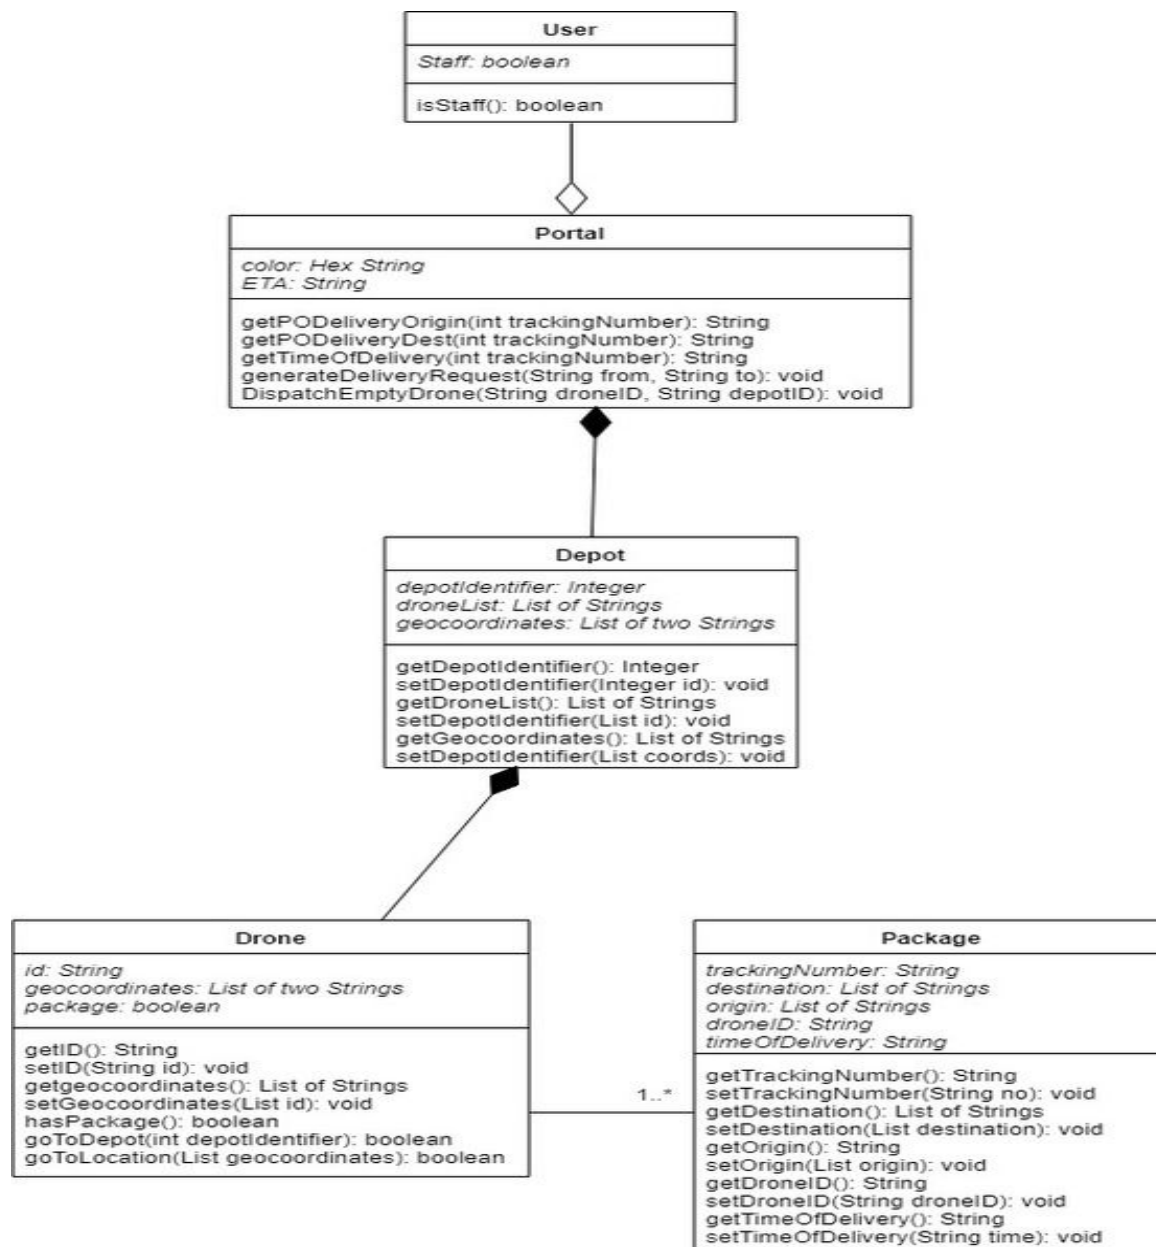 User
Staff: boolean
isStaff(): boolean
Portal
color: Hex String
ETA: String
getPODeliveryOrigin(int trackingNumber): String
getPODeliveryDest(int trackingNumber): String
getTimeOfDelivery(int trackingNumber): String
generateDeliveryRequest(String from, String to): void
DispatchEmptyDrone(String droneID, String depotID): void
Depot
depotIdentifier: Integer
droneList: List of Strings
geocoordinates: List of two Strings
getDepotIdentifier(): Integer
setDepotIdentifier(Integer id): void
getDroneList(): List of Strings
setDepotIdentifier(List id): void
getGeocoordinates(): List of Strings
setDepotIdentifier(List coords): void
Drone
id: String
geocoordinates: List of two Strings
package: boolean
getID(): String
setID(String id): void
getgeocoordinates(): List of Strings
setGeocoordinates(List id): void
hasPackage(): boolean
goToDepot(int depotIdentifier): boolean
goToLocation(List geocoordinates): boolean
1..*
Package
trackingNumber: String
destination: List of Strings
origin: List of Strings
droneID: String
timeOfDelivery: String
getTrackingNumber(): String
setTrackingNumber(String no): void
getDestination(): List of Strings
setDestination(List destination): void
getOrigin(): String
setOrigin(List origin): void
getDroneID(): String
setDroneID(String droneID): void
getTimeOfDelivery(): String
setTimeOfDelivery(String time): void